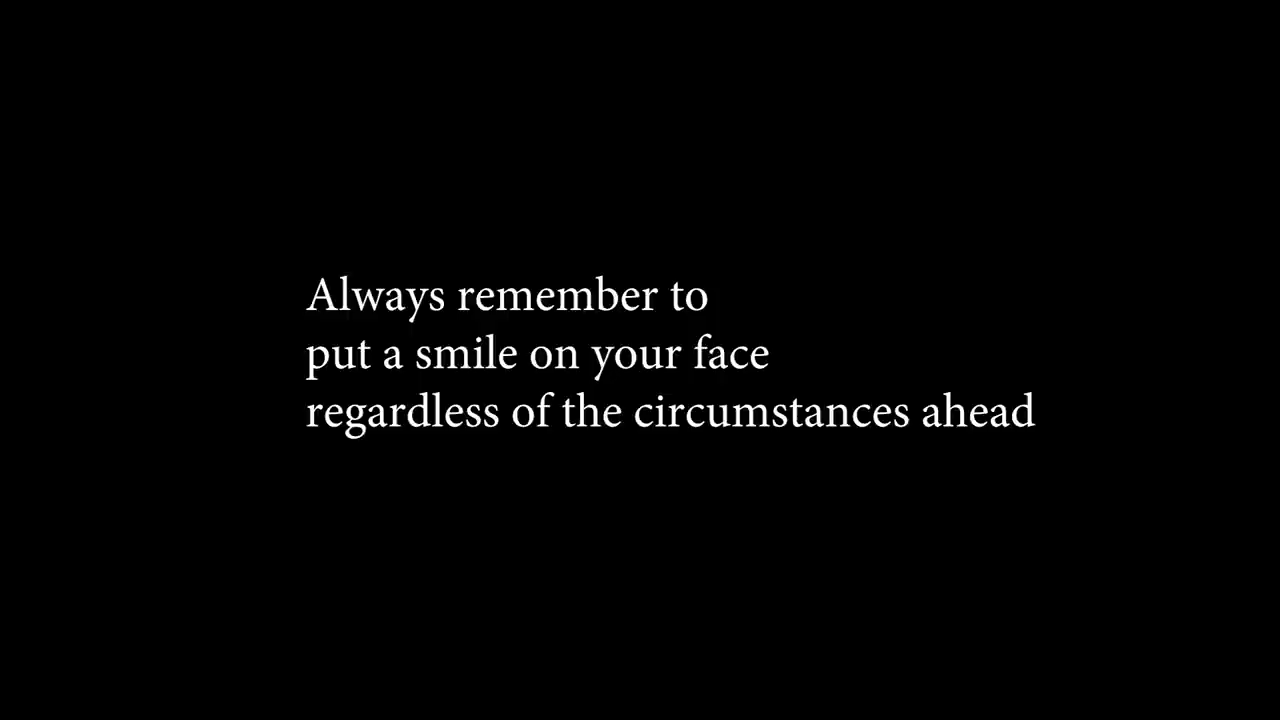 Always remember to
put a smile on your face
regardless of the circumstances ahead